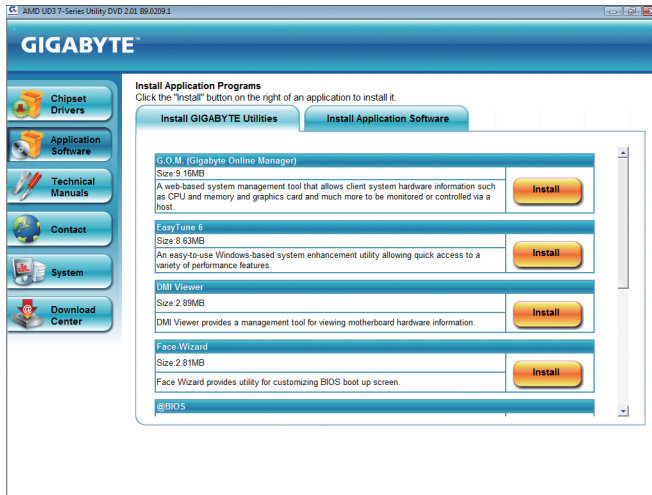 AMD UD3 7-Series Utility DVD 2.01 B9.0209.1
GIGABYTE™
Chipset
Drivers
Application
Software
Technical
Manuals
Contact
System
Download
Center
Install Application Programs
Click the "Install" button on the right of an application to install it.
Install GIGABYTE Utilities
Install Application Software
G.O.M. (Gigabyte Online Manager)
Size:9.16MB
A web-based system management tool that allows client system hardware information such
as CPU and memory and graphics card and much more to be monitored or controlled via a
host.
Install
EasyTune 6
Size:8.63MB
An easy-to-use Windows-based system enhancement utility allowing quick access to a
variety of performance features.
Install
DMI Viewer
Size:2.89MB
DMI Viewer provides a management tool for viewing motherboard hardware information.
Install
Face-Wizard
Size:2.81MB
Face Wizard provides utility for customizing BIOS boot up screen.
Install
@BIOS